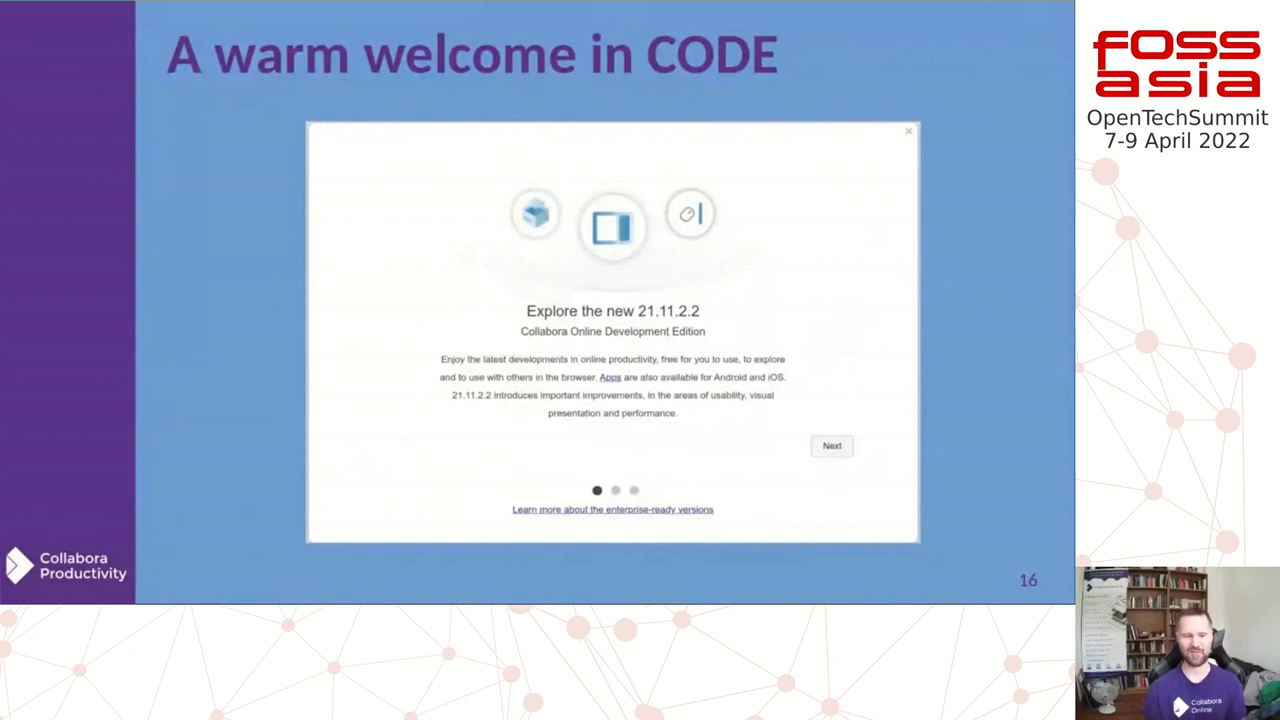 A warm welcome in CODE
Explore the new 21.11.2.2
Collabora Online Development Edition
Enjoy the latest developments in online productivity, free for you to use, to explore
and to use with others in the browser. Apps are also available for Android and iOS.
21.11.2.2 introduces important improvements, in the areas of usability, visual
presentation and performance.
Next
Learn more about the enterprise-ready versions
Collabora
Productivity
16
FOSS
asia
OpenTechSummit
7-9 April 2022
Collabora
Online